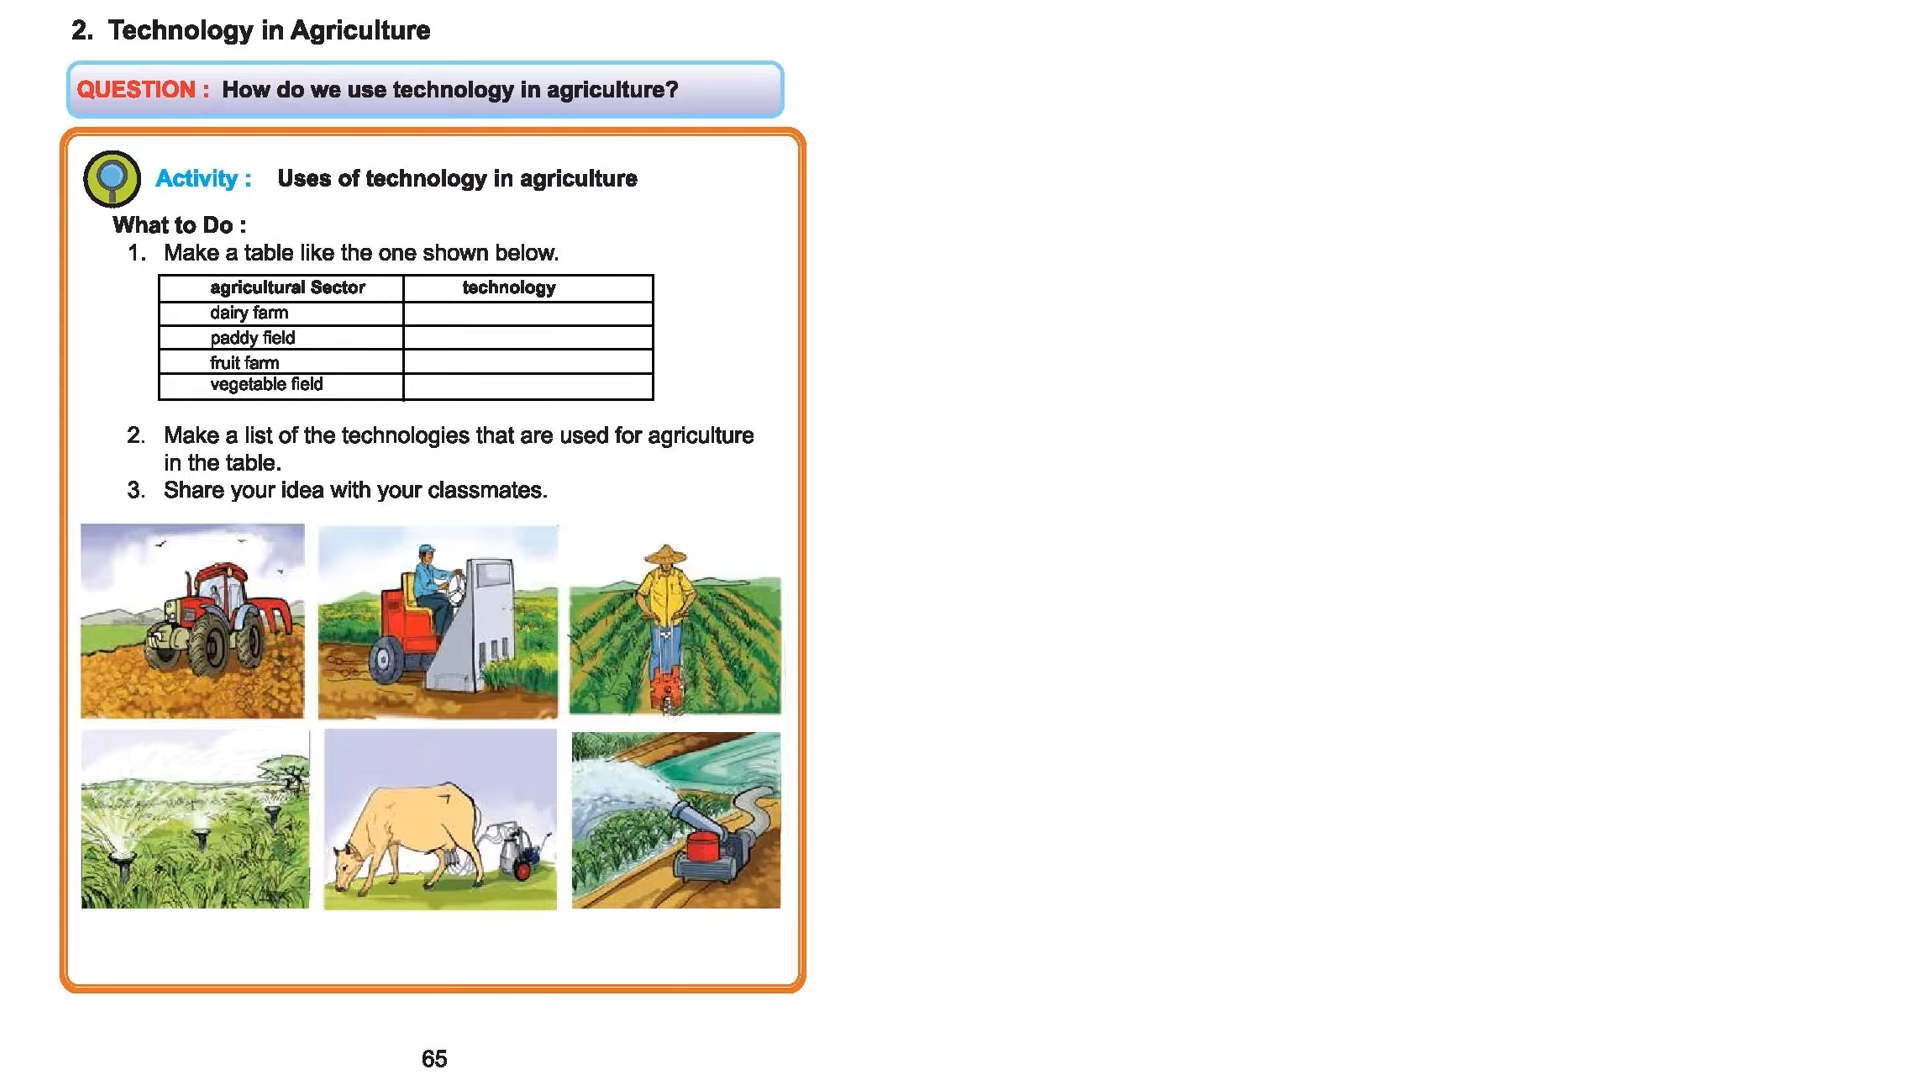 2. Technology in Agriculture
QUESTION : How do we use technology in agriculture?
Activity : Uses of technology in agriculture
What to Do :
1. Make a table like the one shown below.
agricultural Sector technology
dairy farm
paddy field
fruit farm
vegetable field
2. Make a list of the technologies that are used for agriculture
in the table.
3. Share your idea with your classmates.
65